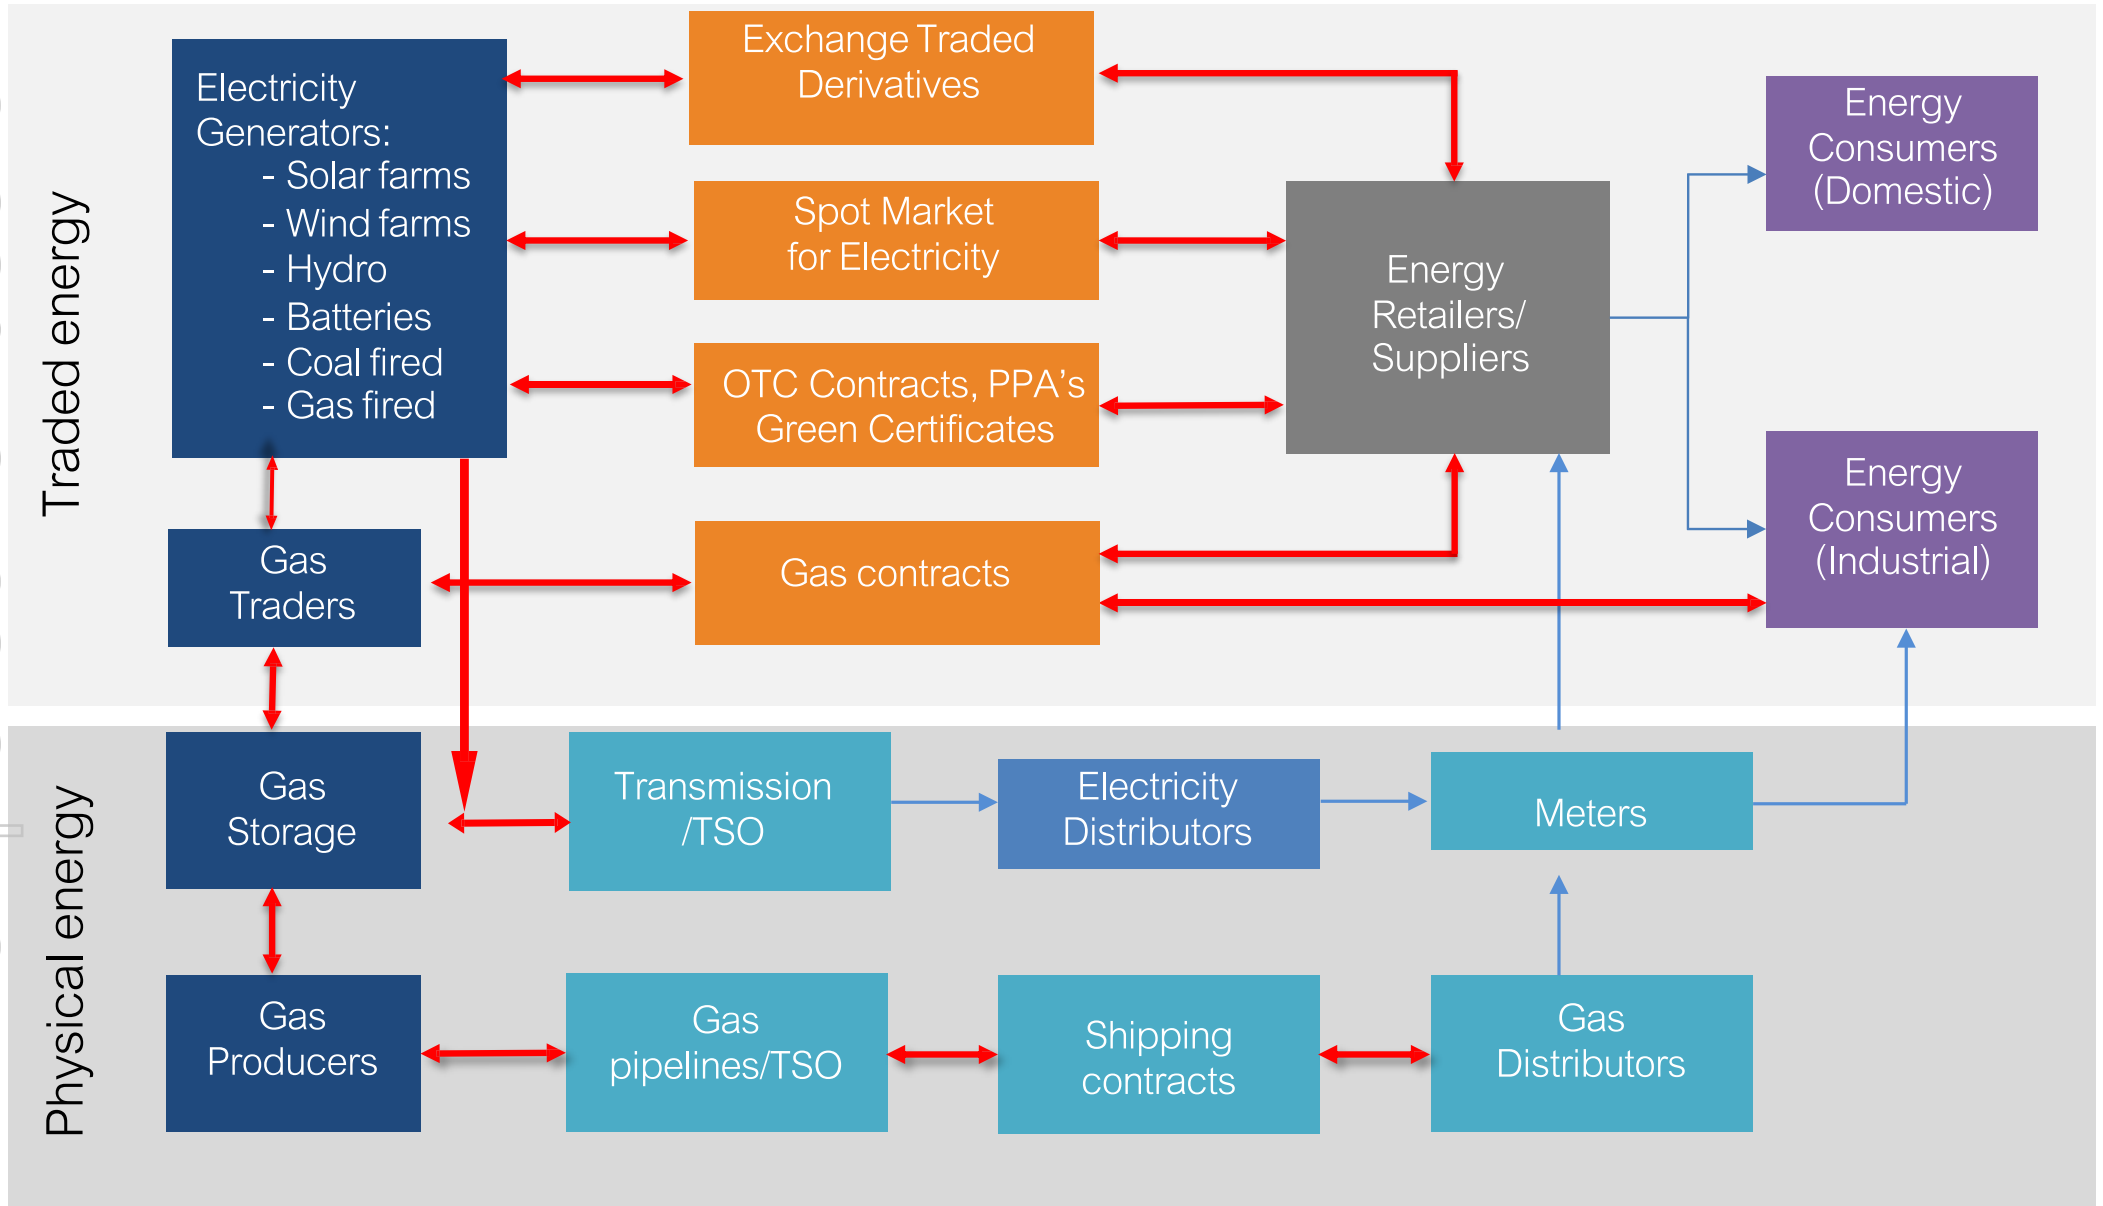 Traded energy
Electricity
Generators:
- Solar farms
- Wind farms
- Hydro
- Batteries
- Coal fired
- Gas fired
Exchange Traded
Derivatives
Spot Market
for Electricity
OTC Contracts, PPA's
Green Certificates
Gas contracts
Energy
Retailers/
Suppliers
Energy
Consumers
(Domestic)
Energy
Consumers
(Industrial)
Gas
Traders
Physical energy
Gas
Storage
Transmission
/TSO
Electricity
Distributors
Meters
Gas
Producers
Gas
pipelines/TSO
Shipping
contracts
Gas
Distributors